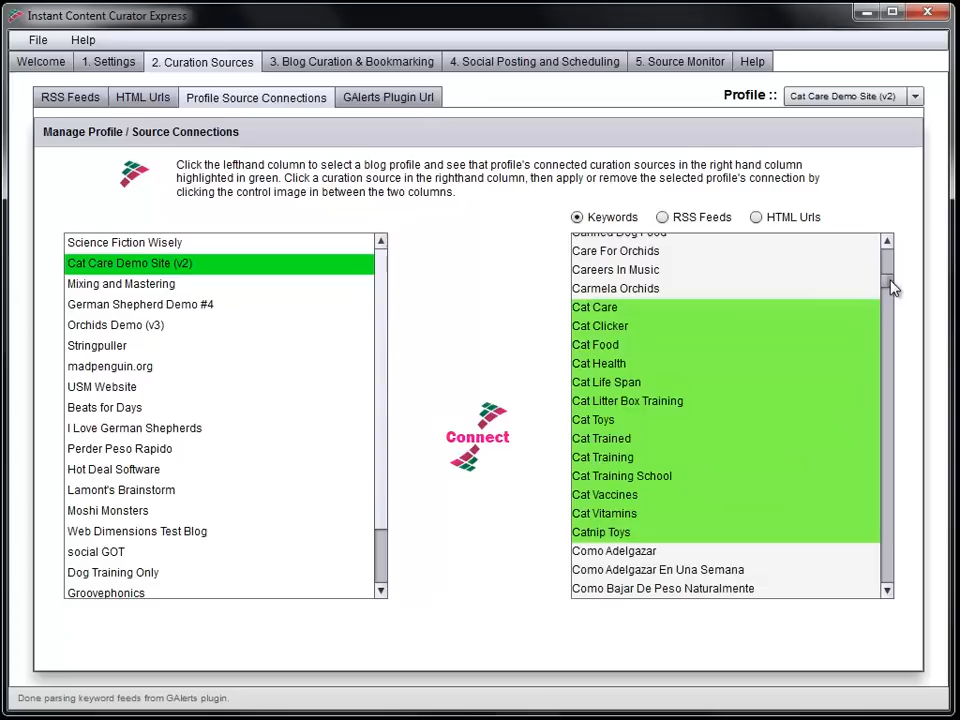 Instant Content Curator Express
File Help
Welcome 1. Settings 2. Curation Sources 3. Blog Curation & Bookmarking 4. Social Posting and Scheduling 5. Source Monitor Help
RSS Feeds HTML Urls Profile Source Connections GAlerts Plugin Url Profile :: Cat Care Demo Site (v2)
Manage Profile / Source Connections
Click the lefthand column to select a blog profile and see that profile's connected curation sources in the right hand column
highlighted in green. Click a curation source in the righthand column, then apply or remove the selected profile's connection by
clicking the control image in between the two columns.
Keywords RSS Feeds HTML Urls
Science Fiction Wisely
Cat Care Demo Site (v2)
Mixing and Mastering
German Shepherd Demo #4
Orchids Demo (v3)
Stringpuller
madpenguin.org
USM Website
Beats for Days
I Love German Shepherds
Perder Peso Rapido
Hot Deal Software
Lamont's Brainstorm
Moshi Monsters
Web Dimensions Test Blog
social GOT
Dog Training Only
Groovephonics
Connect
Canned Dog Food
Care For Orchids
Careers In Music
Carmela Orchids
Cat Care
Cat Clicker
Cat Food
Cat Health
Cat Life Span
Cat Litter Box Training
Cat Toys
Cat Trained
Cat Training
Cat Training School
Cat Vaccines
Cat Vitamins
Catnip Toys
Como Adelgazar
Como Adelgazar En Una Semana
Como Bajar De Peso Naturalmente
Done parsing keyword feeds from GAlerts plugin.